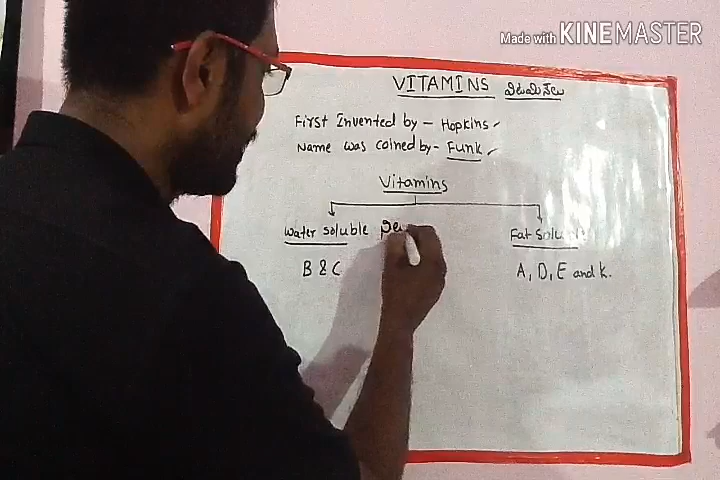 Made with KINEMASTER
VITAMINS విటమినలు
First Invented by - Hopkins
Name was coined by - Funk
Vitamins
Water soluble
Fat
B & C
A, D, E and K.